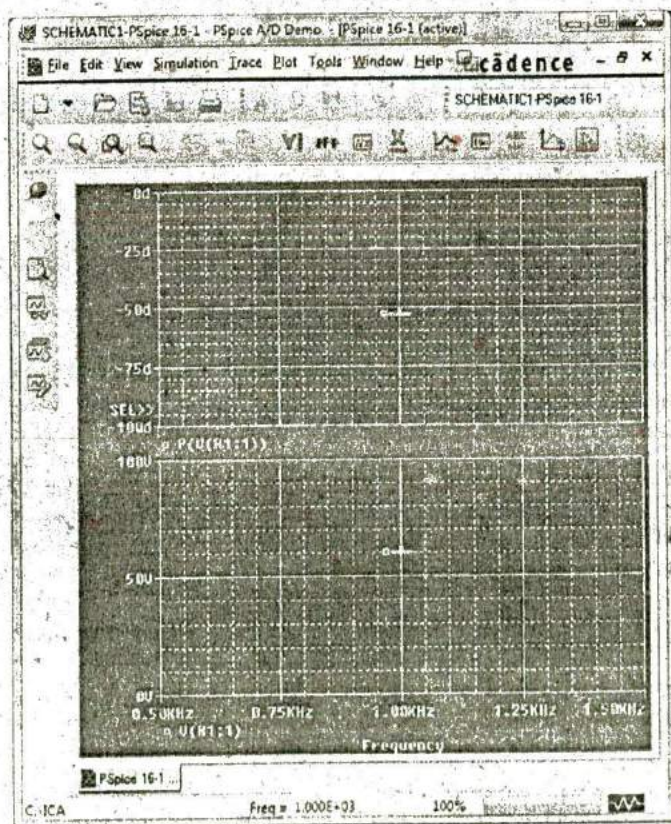 SCHEMATIC1-PSpice 16-1 - PSpice A/D Demo - [PSpice 16-1 (active)]
File Edit View Simulation Trace Plot Tools Window Help cādence
SCHEMATIC1-PSpice 16-1
-0d
-25d
-50d
-75d
SEL>>
-100d
P(V(R1:1))
100V
50V
0V
0.50KHz 0.75KHz 1.00KHz 1.25KHz 1.50KHz
V(R1:1)
Frequency
PSpice 16-1 ...
C:\ICA Freq = 1.000E+03 100%